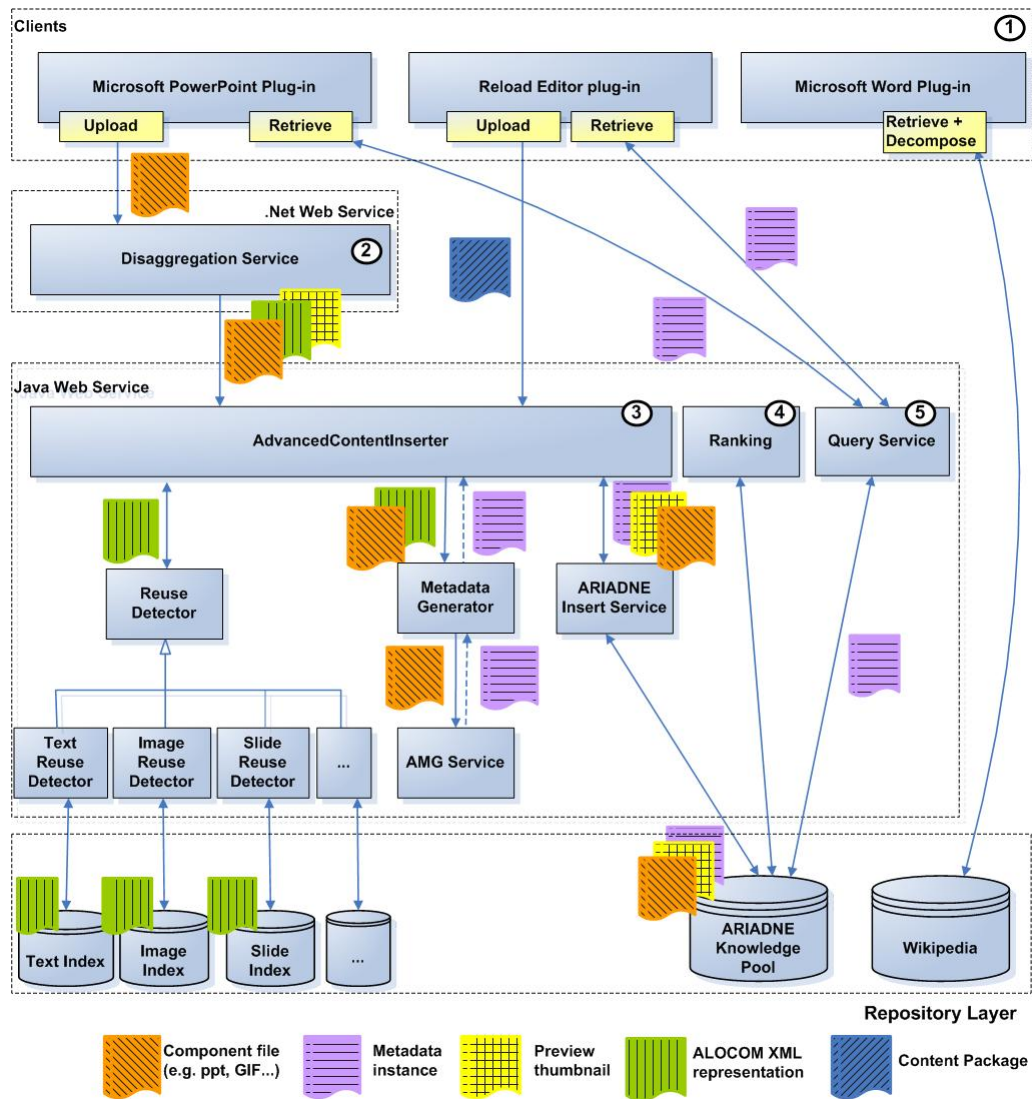 Clients
1
Microsoft PowerPoint Plug-in
Reload Editor plug-in
Microsoft Word Plug-in
Upload
Retrieve
Upload
Retrieve
Retrieve +
Decompose
.Net Web Service
Disaggregation Service
2
Java Web Service
AdvancedContentInserter
3
Ranking
4
Query Service
5
Reuse
Detector
Metadata
Generator
ARIADNE
Insert Service
Text
Reuse
Detector
Image
Reuse
Detector
Slide
Reuse
Detector
...
AMG Service
Text Index
Image
Index
Slide
Index
...
ARIADNE
Knowledge
Pool
Wikipedia
Repository Layer
Component file
(e.g. ppt, GIF...)
Metadata
instance
Preview
thumbnail
ALOCOM XML
representation
Content Package